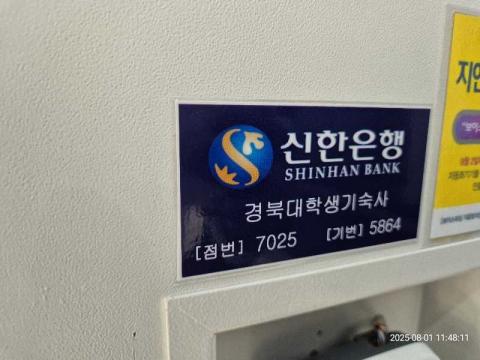 신한은행
SHINHAN BANK
경북대학생기숙사
[점번] 7025 [기번] 5864
2025-08-01 11:48:11